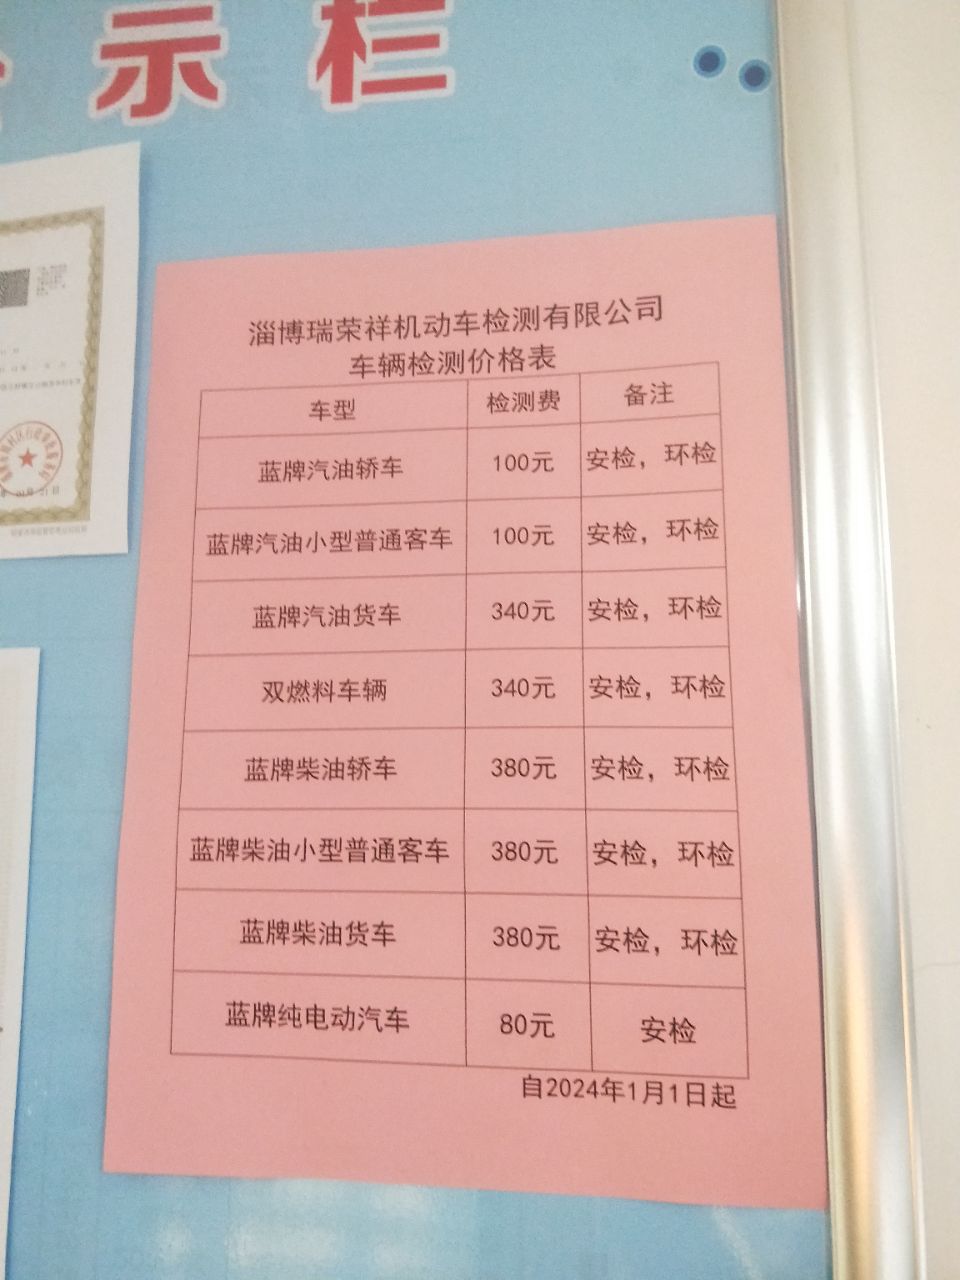 示栏
淄博瑞荣祥机动车检测有限公司
车辆检测价格表
车型 检测费 备注
蓝牌汽油轿车 100元 安检，环检
蓝牌汽油小型普通客车 100元 安检，环检
蓝牌汽油货车 340元 安检，环检
双燃料车辆 340元 安检，环检
蓝牌柴油轿车 380元 安检，环检
蓝牌柴油小型普通客车 380元 安检，环检
蓝牌柴油货车 380元 安检，环检
蓝牌纯电动汽车 80元 安检
自2024年1月1日起